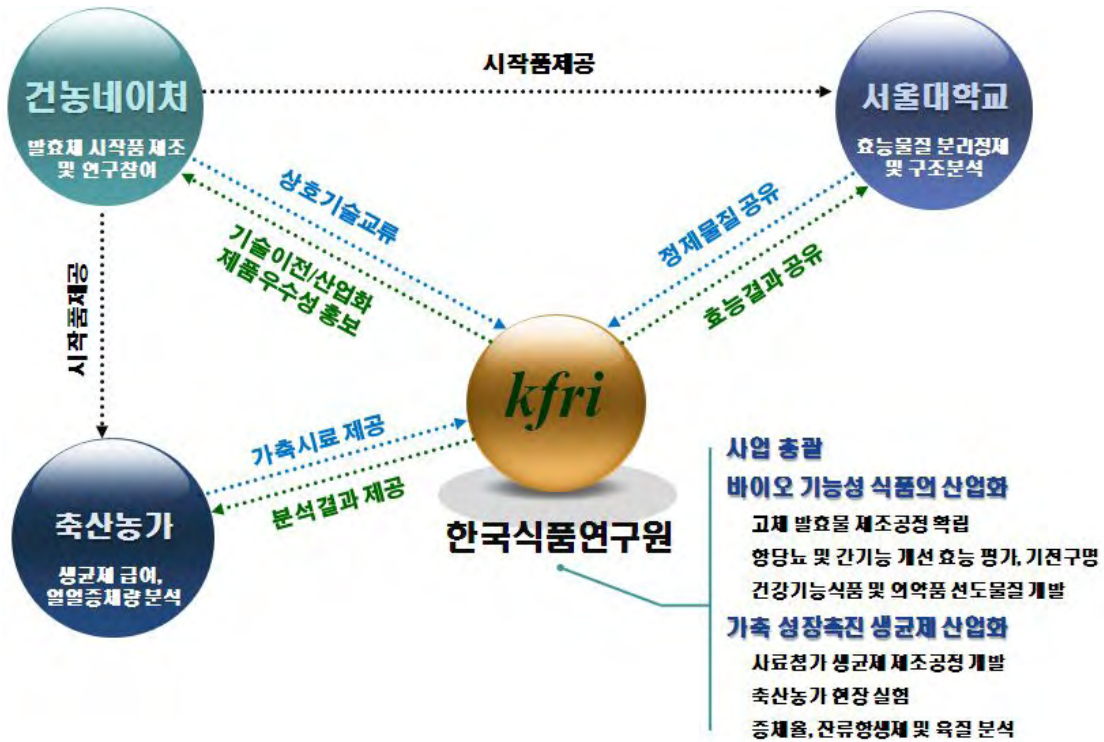 건농네이처
발효체 시작품 제조
및 연구참여
시작품제공
서울대학교
효능물질 분리정제
및 구조분석
상호기술교류
기술이전/산업화
제품우수성 홍보
정제물질 공유
효능결과 공유
시작품제공
kfri
한국식품연구원
가축시료 제공
분석결과 제공
축산농가
생균제 급여,
일일증체량 분석
사업 총괄
바이오 기능성 식품의 산업화
고체 발효물 제조공정 확립
항당뇨 및 간기능 개선 효능 평가, 기전구명
건강기능식품 및 의약품 선도물질 개발
가축 성장촉진 생균제 산업화
사료첨가 생균제 제조공정 개발
축산농가 현장 실험
증체율, 잔류항생제 및 육질 분석